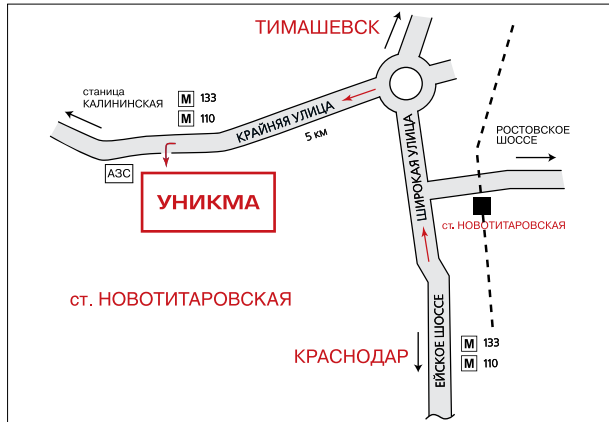 ТИМАШЕВСК
станица
КАЛИНИНСКАЯ
М 133
М 110
КРАЙНЯЯ УЛИЦА
5 км
РОСТОВСКОЕ
ШОССЕ
АЗС
УНИКМА
ШИРОКАЯ УЛИЦА
ст. НОВОТИТАРОВСКАЯ
ст. НОВОТИТАРОВСКАЯ
КРАСНОДАР
ЕЙСКОЕ ШОССЕ
М 133
М 110